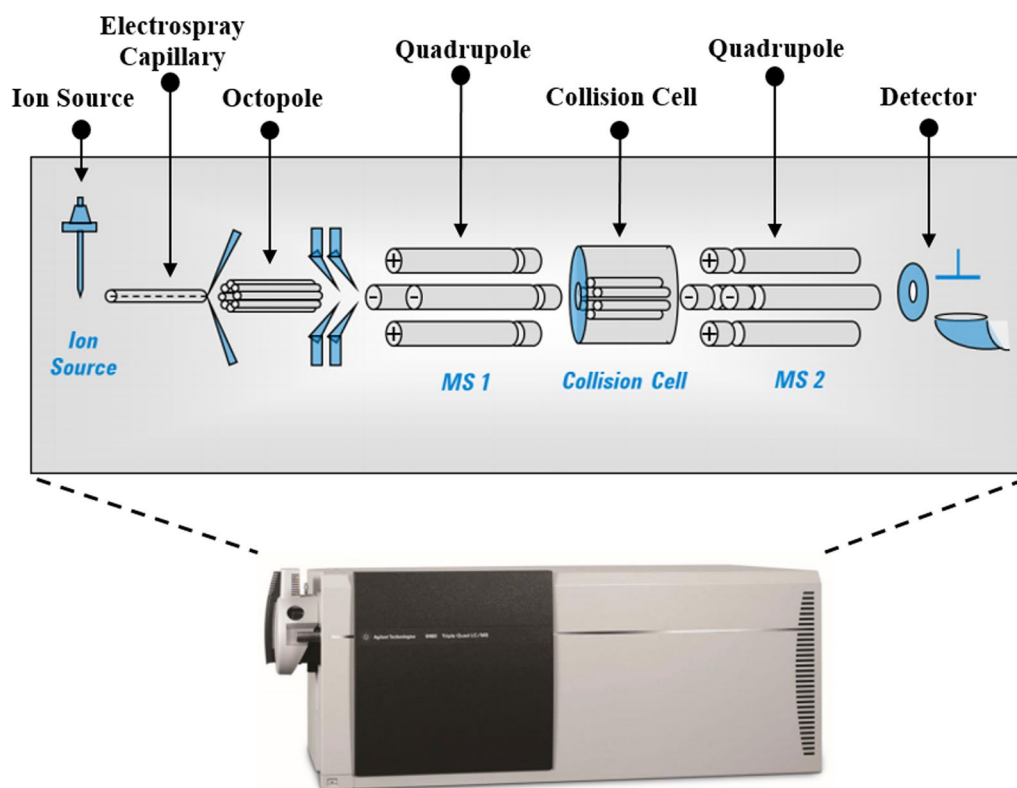 Electrospray
Capillary
Ion Source
Octopole
Quadrupole
Collision Cell
Quadrupole
Detector
+
+
- -
- -
+
+
Ion
Source
MS 1
Collision Cell
MS 2
Agilent Technologies
Triple Quad LC/MS